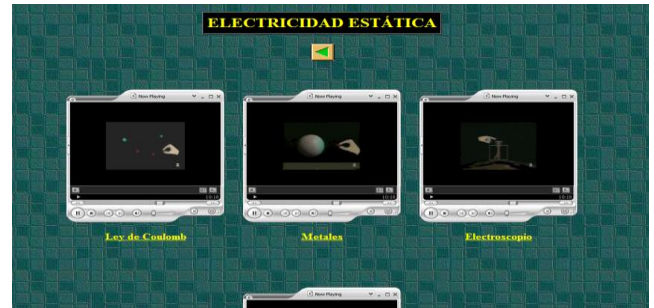 ELECTRICIDAD ESTÁTICA
Now Playing
Now Playing
Now Playing
Ley de Coulomb
Metales
Electroscopio
Now Playing